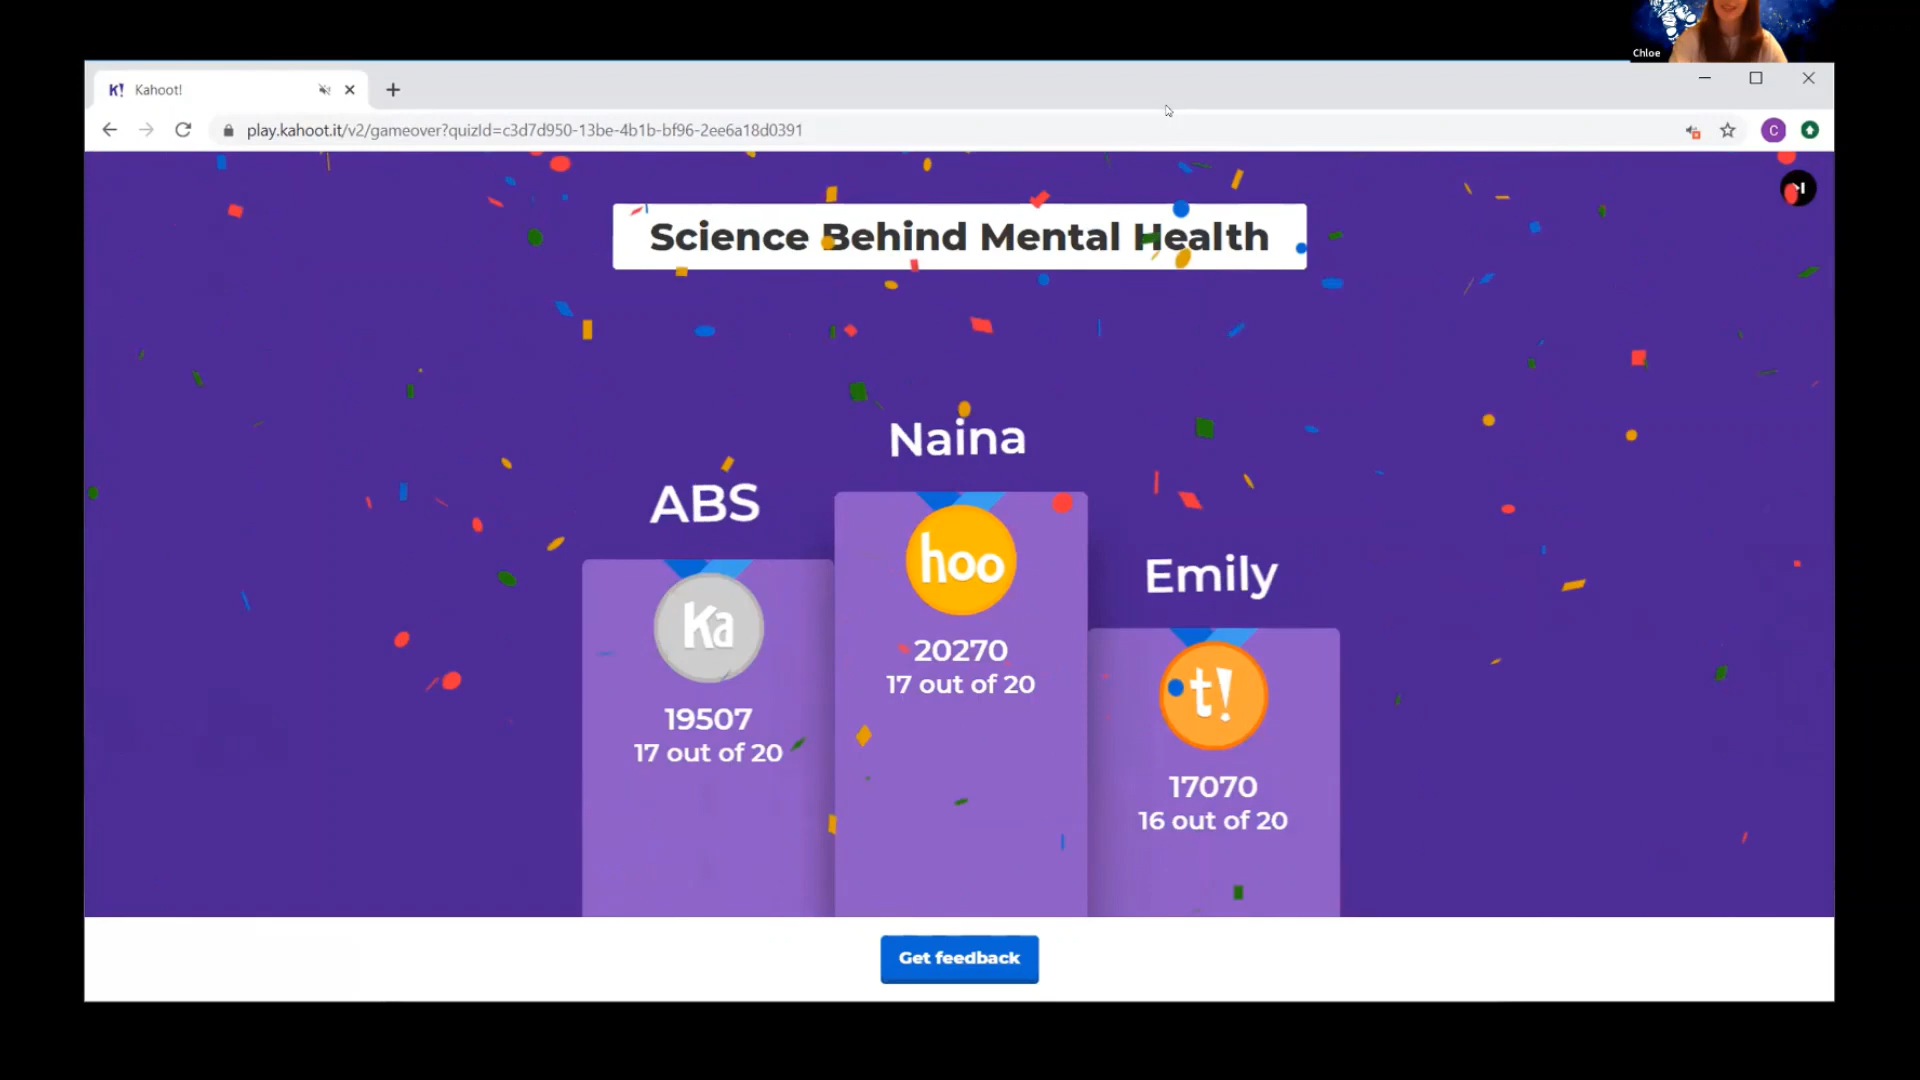 Chloe
K! Kahoot!
play.kahoot.it/v2/gameover?quizId=c3d7d950-13be-4b1b-bf96-2ee6a18d0391
C
Science Behind Mental Health
Naina
ABS
Emily
hoo
Ka
t!
20270
17 out of 20
19507
17 out of 20
17070
16 out of 20
Get feedback